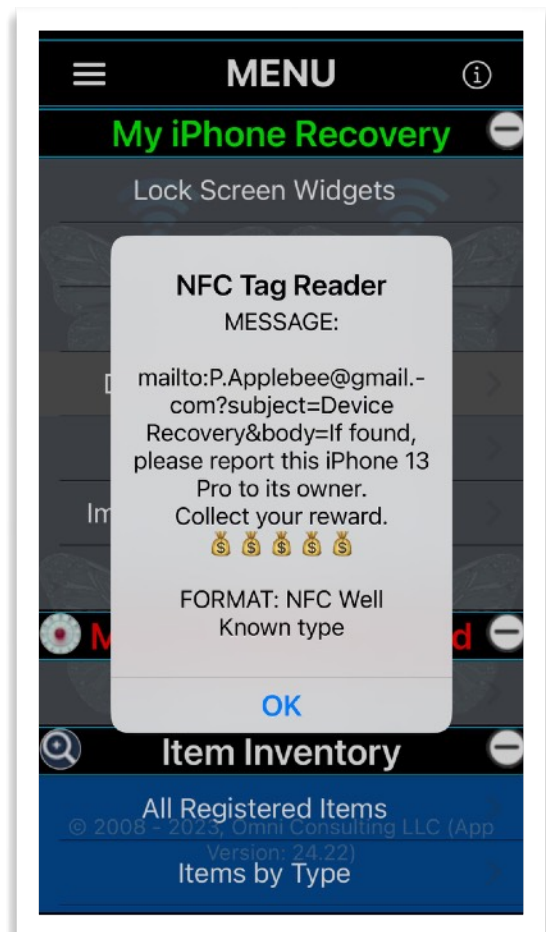 MENU
My iPhone Recovery
Lock Screen Widgets
NFC Tag Reader
MESSAGE:
mailto:P.Applebee@gmail.-
com?subject=Device
Recovery&body=If found,
please report this iPhone 13
Pro to its owner.
Collect your reward.
💰💰💰💰💰
Im
FORMAT: NFC Well
Known type
M
d
OK
Item Inventory
All Registered Items
© 2008 - 2023, Omni Consulting LLC (App
Version: 24.22)
Items by Type